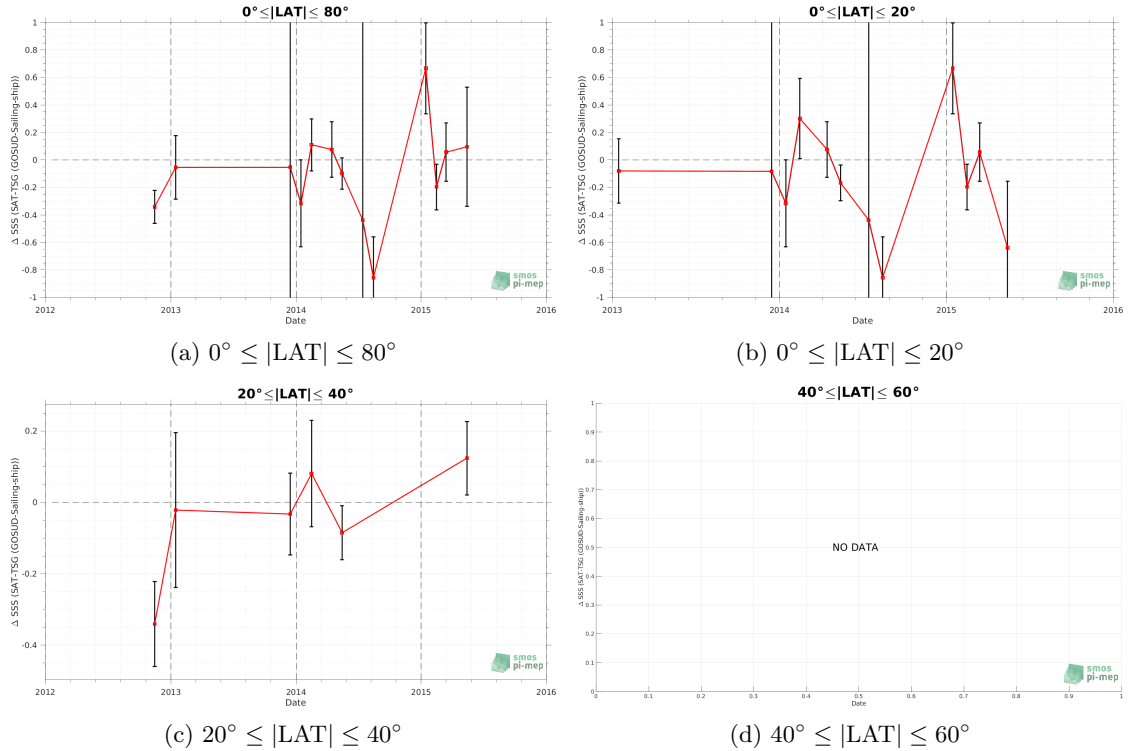 0°≤|LAT|≤ 80°
Δ SSS (SAT-TSG (GOSUD-Sailing-ship))
1
0.8
0.6
0.4
0.2
0
-0.2
-0.4
-0.6
-0.8
-1
2012
2013
2014
2015
2016
Date
smos
pi-mep
(a) 0° ≤ |LAT| ≤ 80°
0°≤|LAT|≤ 20°
Δ SSS (SAT-TSG (GOSUD-Sailing-ship))
1
0.8
0.6
0.4
0.2
0
-0.2
-0.4
-0.6
-0.8
-1
2013
2014
2015
2016
Date
smos
pi-mep
(b) 0° ≤ |LAT| ≤ 20°
20°≤|LAT|≤ 40°
Δ SSS (SAT-TSG (GOSUD-Sailing-ship))
0.2
0
-0.2
-0.4
2012
2013
2014
2015
2016
Date
smos
pi-mep
(c) 20° ≤ |LAT| ≤ 40°
40°≤|LAT|≤ 60°
Δ SSS (SAT-TSG (GOSUD-Sailing-ship))
1
0.9
0.8
0.7
0.6
0.5
0.4
0.3
0.2
0.1
0
NO DATA
0
0.1
0.2
0.3
0.4
0.5
0.6
0.7
0.8
0.9
1
Date
smos
pi-mep
(d) 40° ≤ |LAT| ≤ 60°